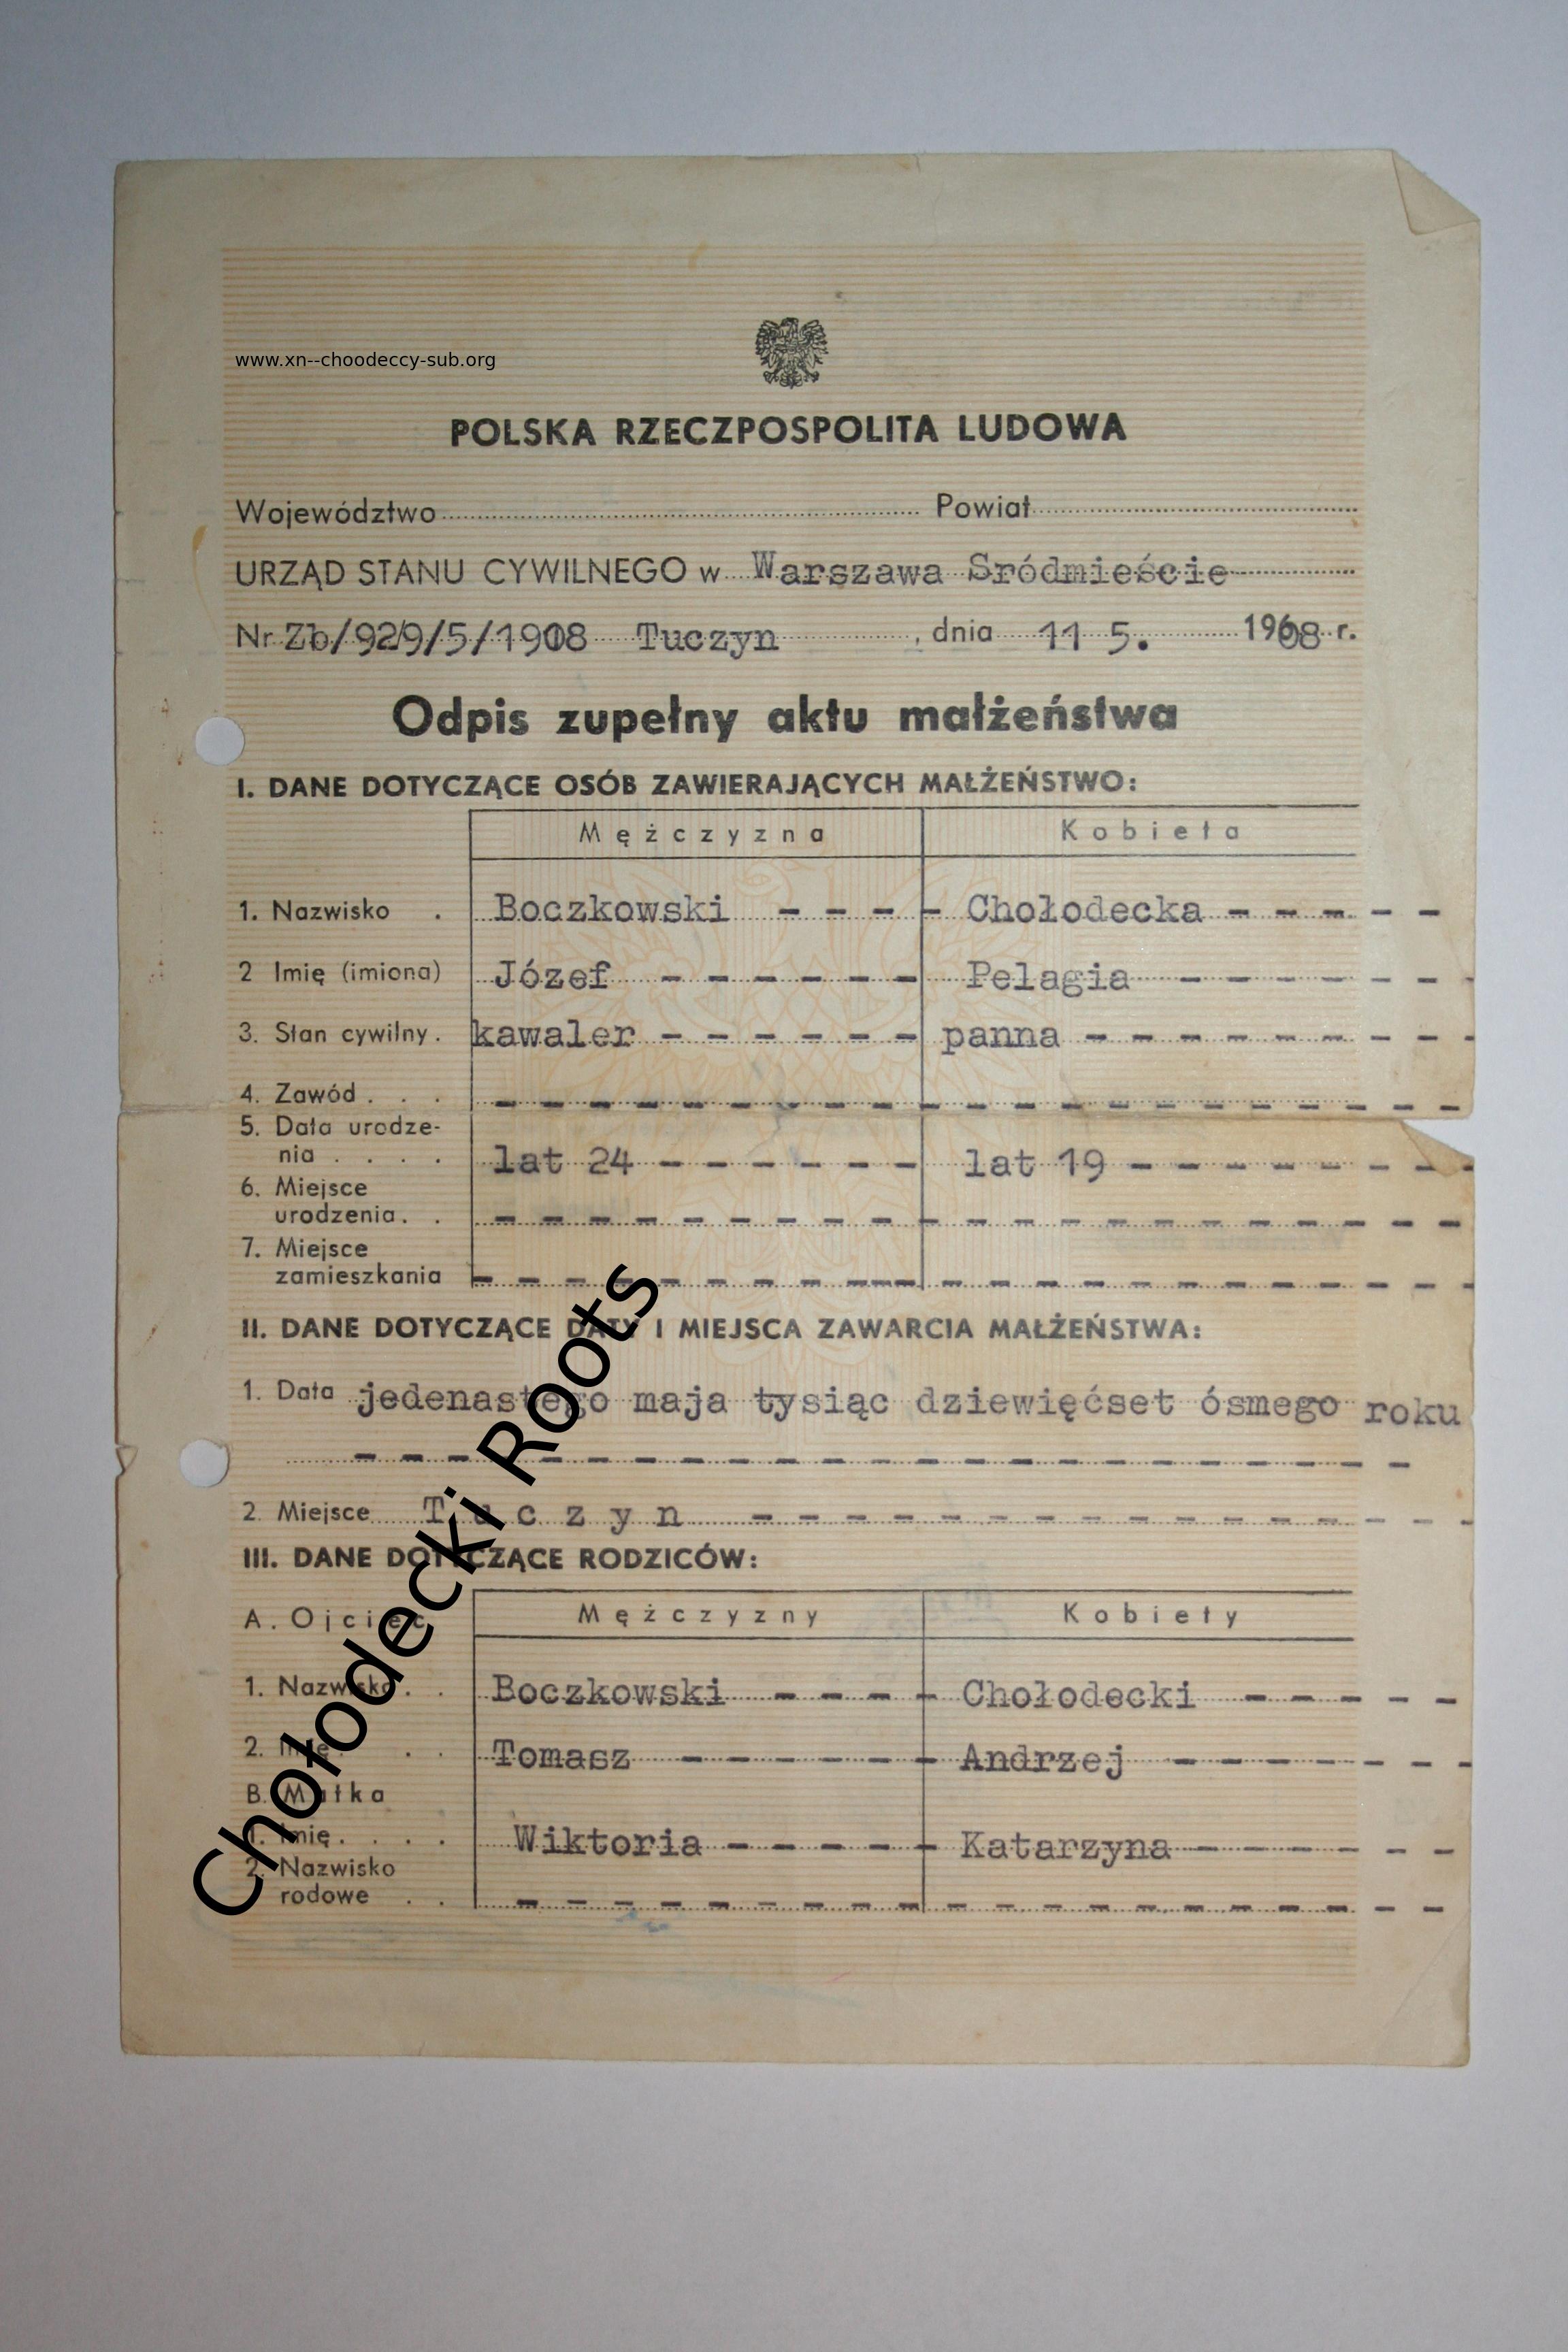 www.xn--choodeccy-sub.org
POLSKA RZECZPOSPOLITA LUDOWA
Województwo Powiat
URZĄD STANU CYWILNEGO w Warszawa Sródmieście
Nr Zb/929/5/1908 Tuczyn , dnia 11 5. 1908 r.
Odpis zupełny aktu małżeństwa
I. DANE DOTYCZĄCE OSÓB ZAWIERAJĄCYCH MAŁŻEŃSTWO:
Mężczyzna Kobieta
1. Nazwisko . Boczkowski - - - - Chołodecka - - - - -
2 Imię (imiona) Józef - - - - - - Pelagia - - - - - - -
3. Stan cywilny . kawaler - - - - - - panna - - - - - - - - -
4. Zawód . . . - - - - - - - - - - - - - - - - - - - - -
5. Data urodze-
nia . . . . lat 24 - - - - - - lat 19 - - - - - - - -
6. Miejsce
urodzenia . . - - - - - - - - - - - - - - - - - - - - -
7. Miejsce
zamieszkania - - - - - - - - - - - - - - - - - - - - - -
II. DANE DOTYCZĄCE DATY I MIEJSCA ZAWARCIA MAŁŻEŃSTWA:
1. Data jedenastego maja tysiąc dziewięćset ósmego roku
- - - - - - - - - - - - - - - - - - - - - - -
2. Miejsce Tuczyn - - - - - - - - - - - - - - - -
III. DANE DOTYCZĄCE RODZICÓW:
A. Ojciec Mężczyzny Kobiety
1. Nazwisko . . Boczkowski - - - - Chołodecki - - - - -
2. Imię . . . Tomasz - - - - - - Andrzej - - - - - - -
B. Matka
1. Imię . . . . Wiktoria - - - - - Katarzyna - - - - - -
2. Nazwisko
rodowe . . - - - - - - - - - - - - - - - - - - - -
Chołodecki Roots